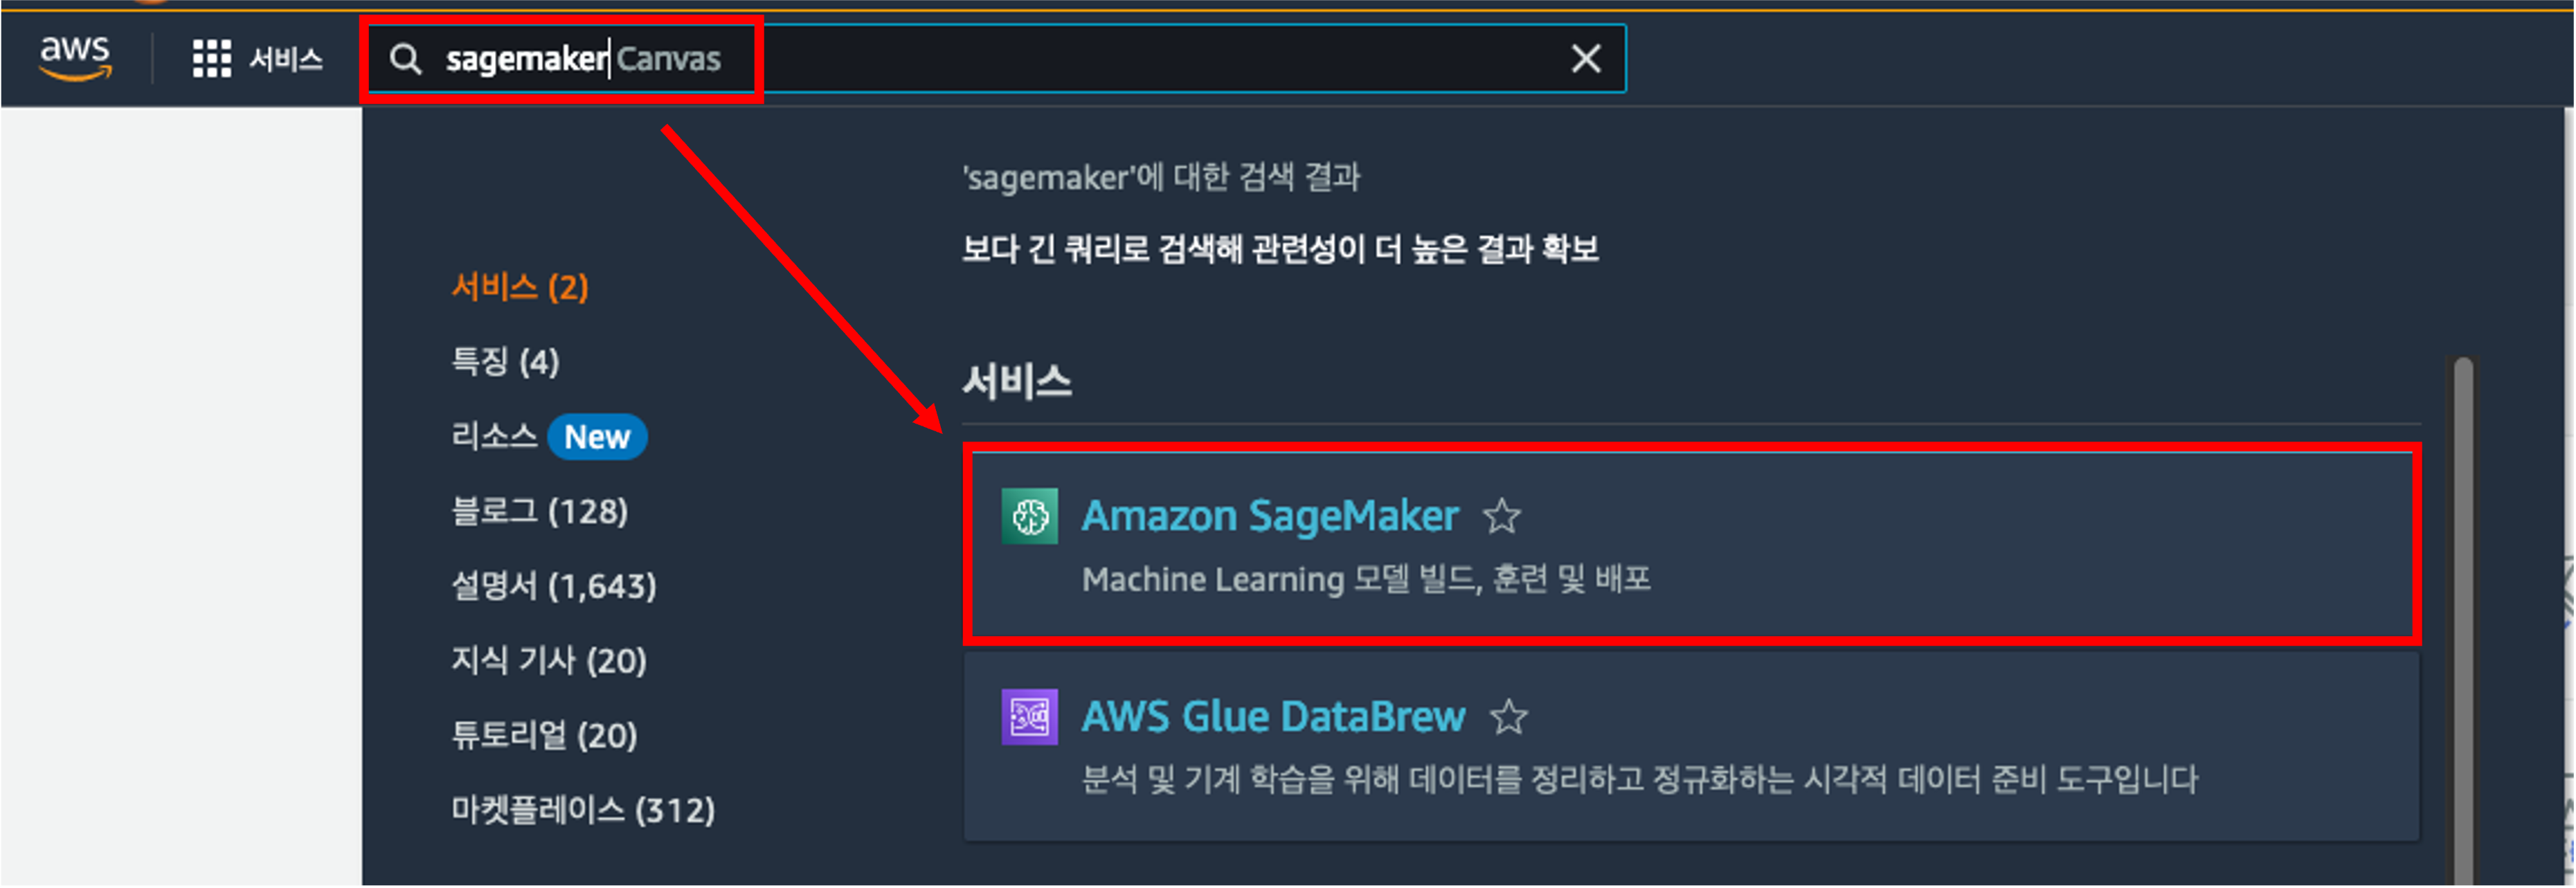 aws
서비스
sagemaker Canvas
'sagemaker'에 대한 검색 결과
보다 긴 쿼리로 검색해 관련성이 더 높은 결과 확보
서비스 (2)
특징 (4)
리소스 New
블로그 (128)
설명서 (1,643)
지식 기사 (20)
튜토리얼 (20)
마켓플레이스 (312)
서비스
Amazon SageMaker
Machine Learning 모델 빌드, 훈련 및 배포
AWS Glue DataBrew
분석 및 기계 학습을 위해 데이터를 정리하고 정규화하는 시각적 데이터 준비 도구입니다